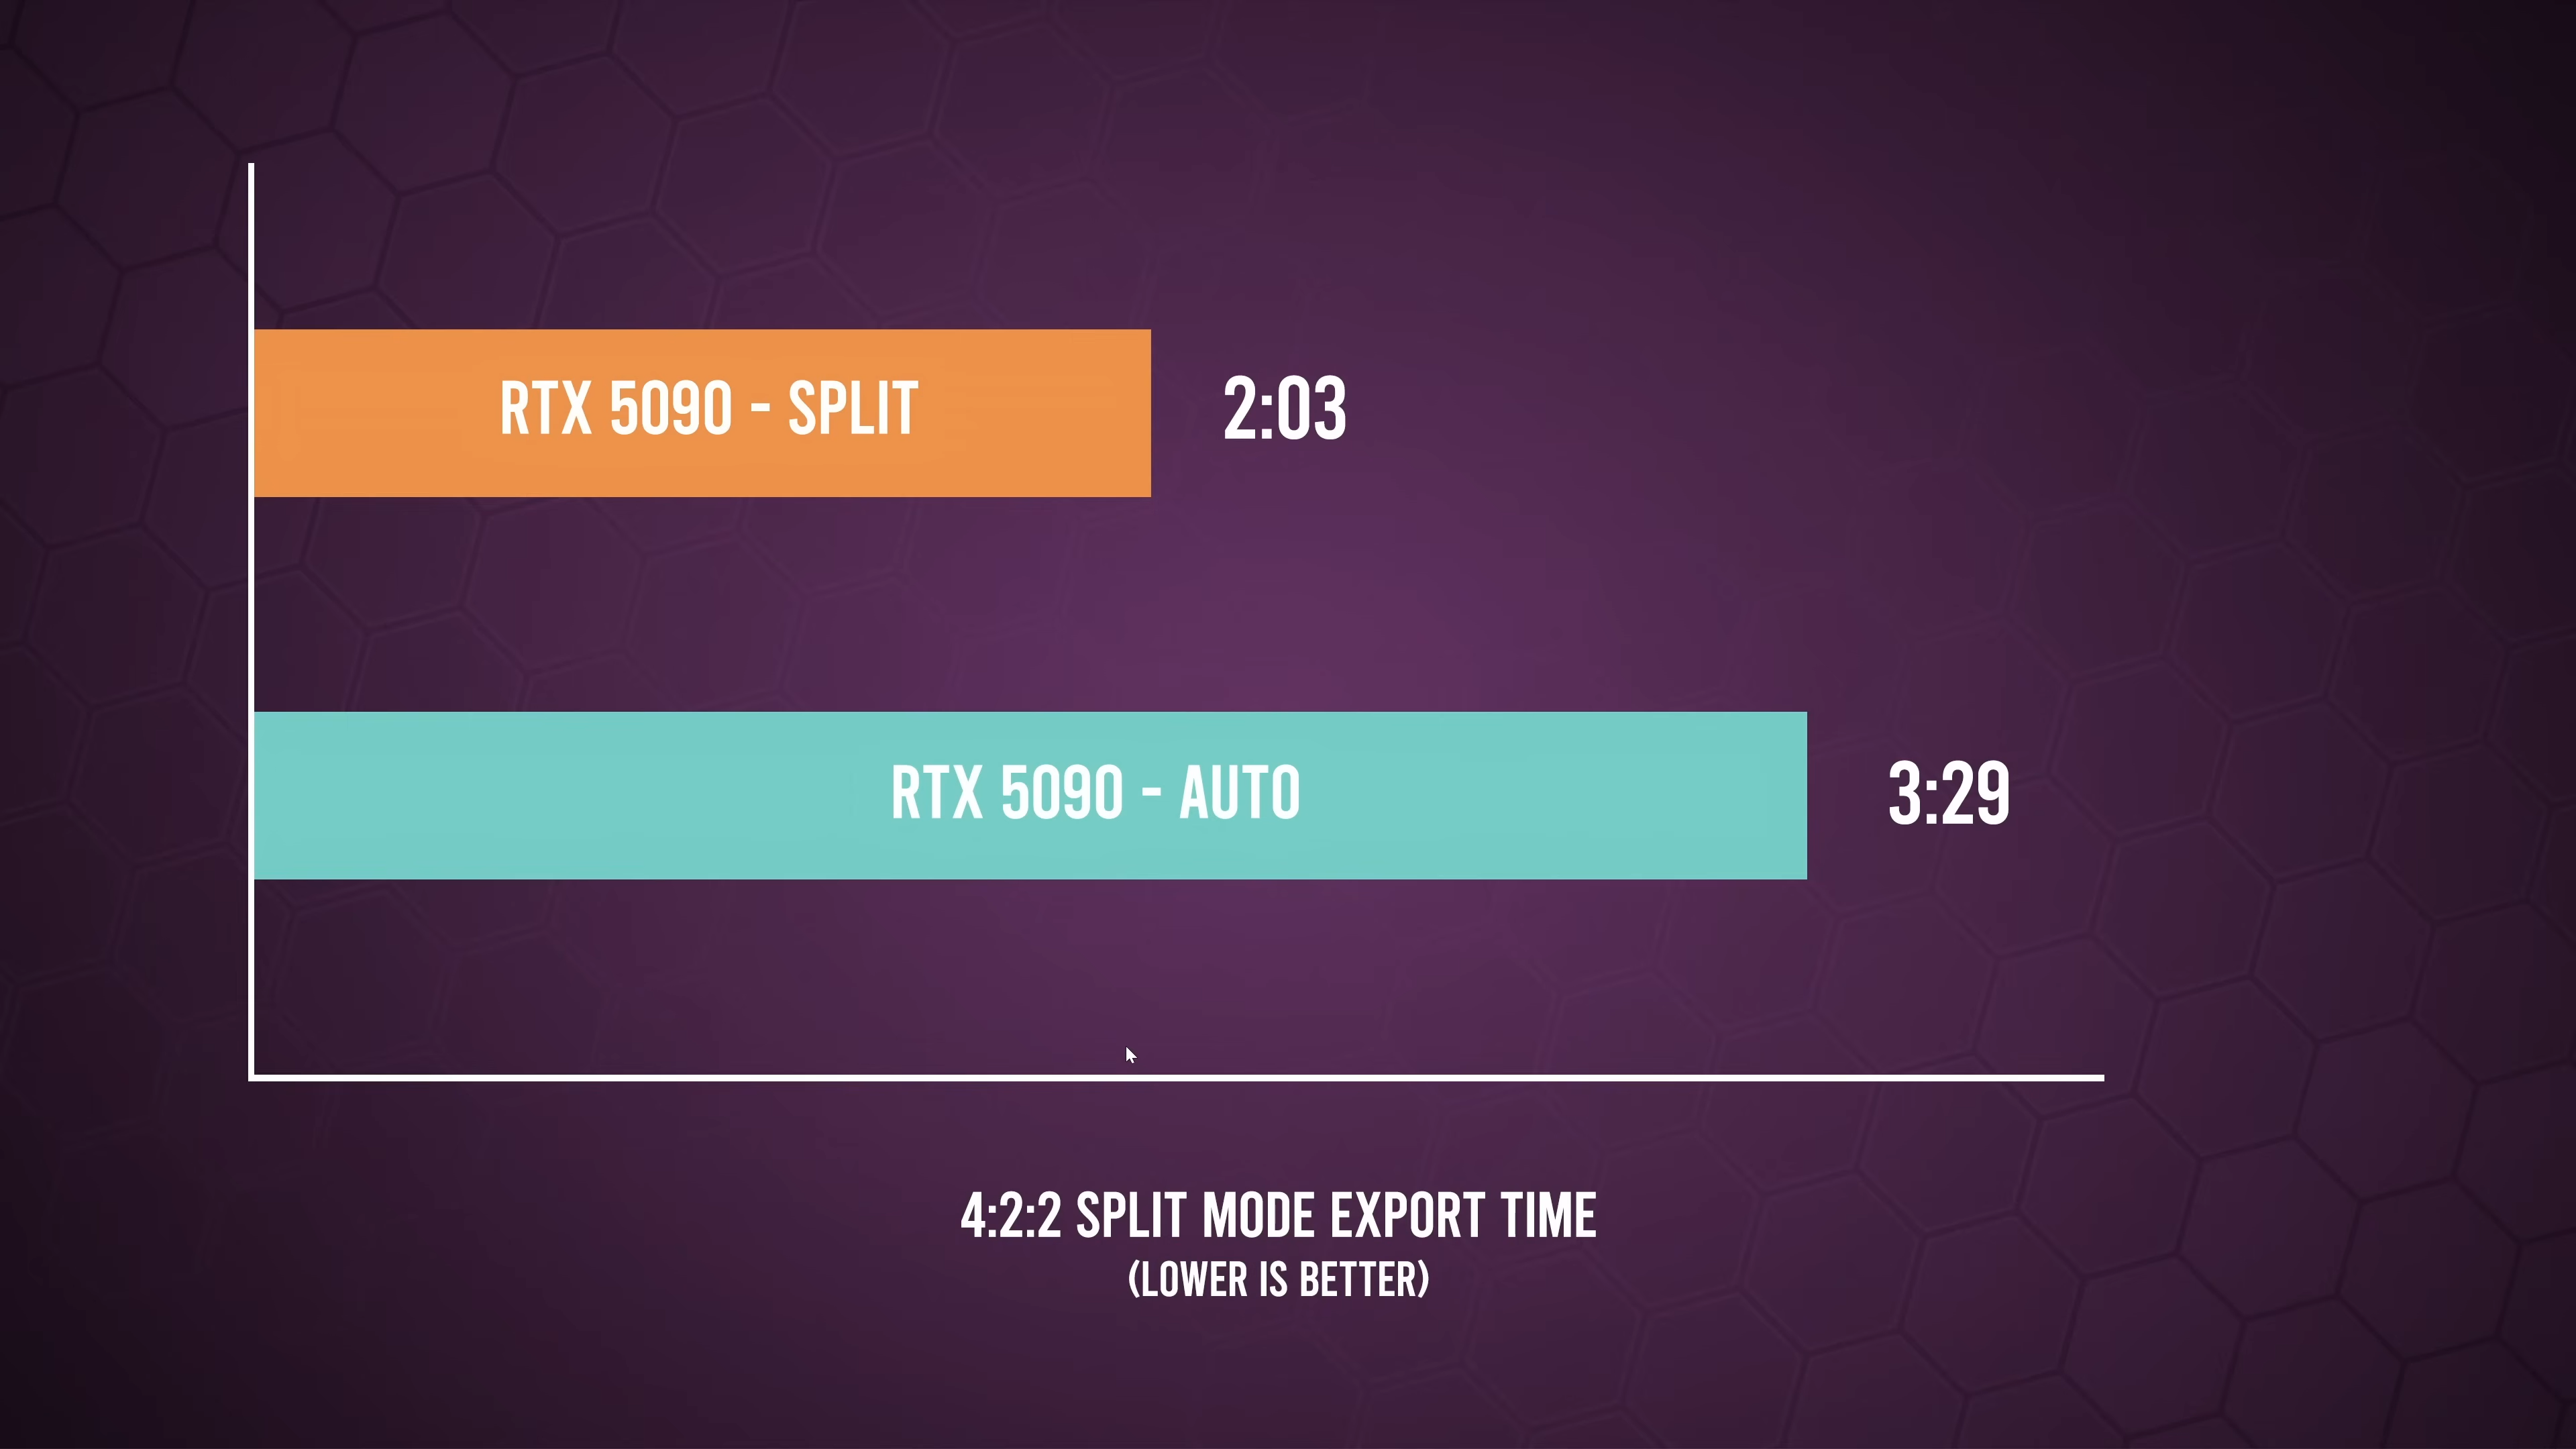 RTX 5090 - SPLIT
2:03
RTX 5090 - AUTO
3:29
4:2:2 SPLIT MODE EXPORT TIME
(LOWER IS BETTER)